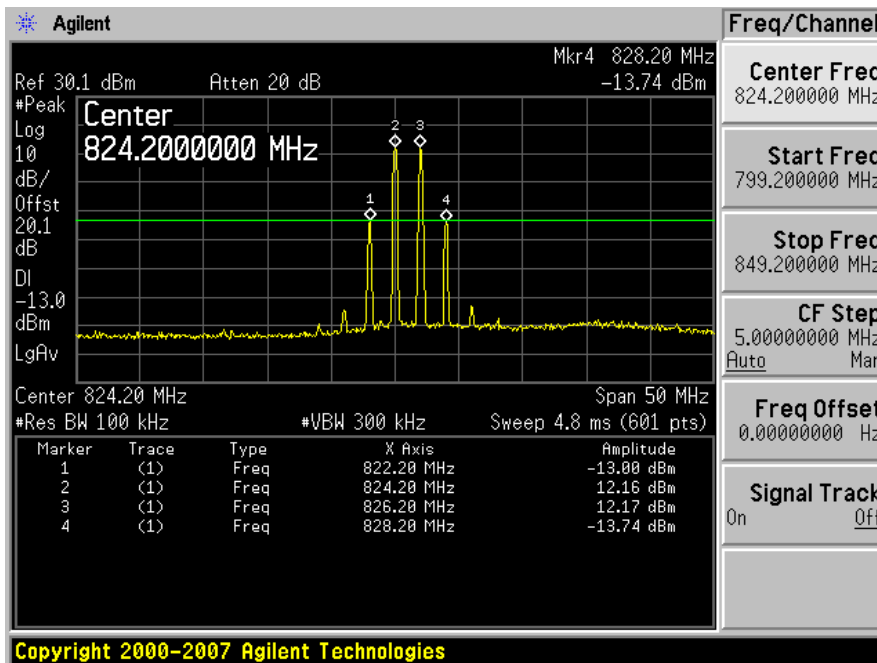 Agilent
Freq/Channel
Mkr4 828.20 MHz
Ref 30.1 dBm Atten 20 dB -13.74 dBm
#Peak
Log
10
dB/
Offst
20.1
dB
DI
-13.0
dBm
LgAv
Center
824.2000000 MHz
1
2
3
4
Center 824.20 MHz Span 50 MHz
#Res BW 100 kHz #VBW 300 kHz Sweep 4.8 ms (601 pts)
Marker Trace Type X Axis Amplitude
1 (1) Freq 822.20 MHz -13.00 dBm
2 (1) Freq 824.20 MHz 12.16 dBm
3 (1) Freq 826.20 MHz 12.17 dBm
4 (1) Freq 828.20 MHz -13.74 dBm
Center Freq
824.200000 MHz
Start Freq
799.200000 MHz
Stop Freq
849.200000 MHz
CF Step
5.00000000 MHz
Auto Man
Freq Offset
0.00000000 Hz
Signal Track
On Off
Copyright 2000-2007 Agilent Technologies